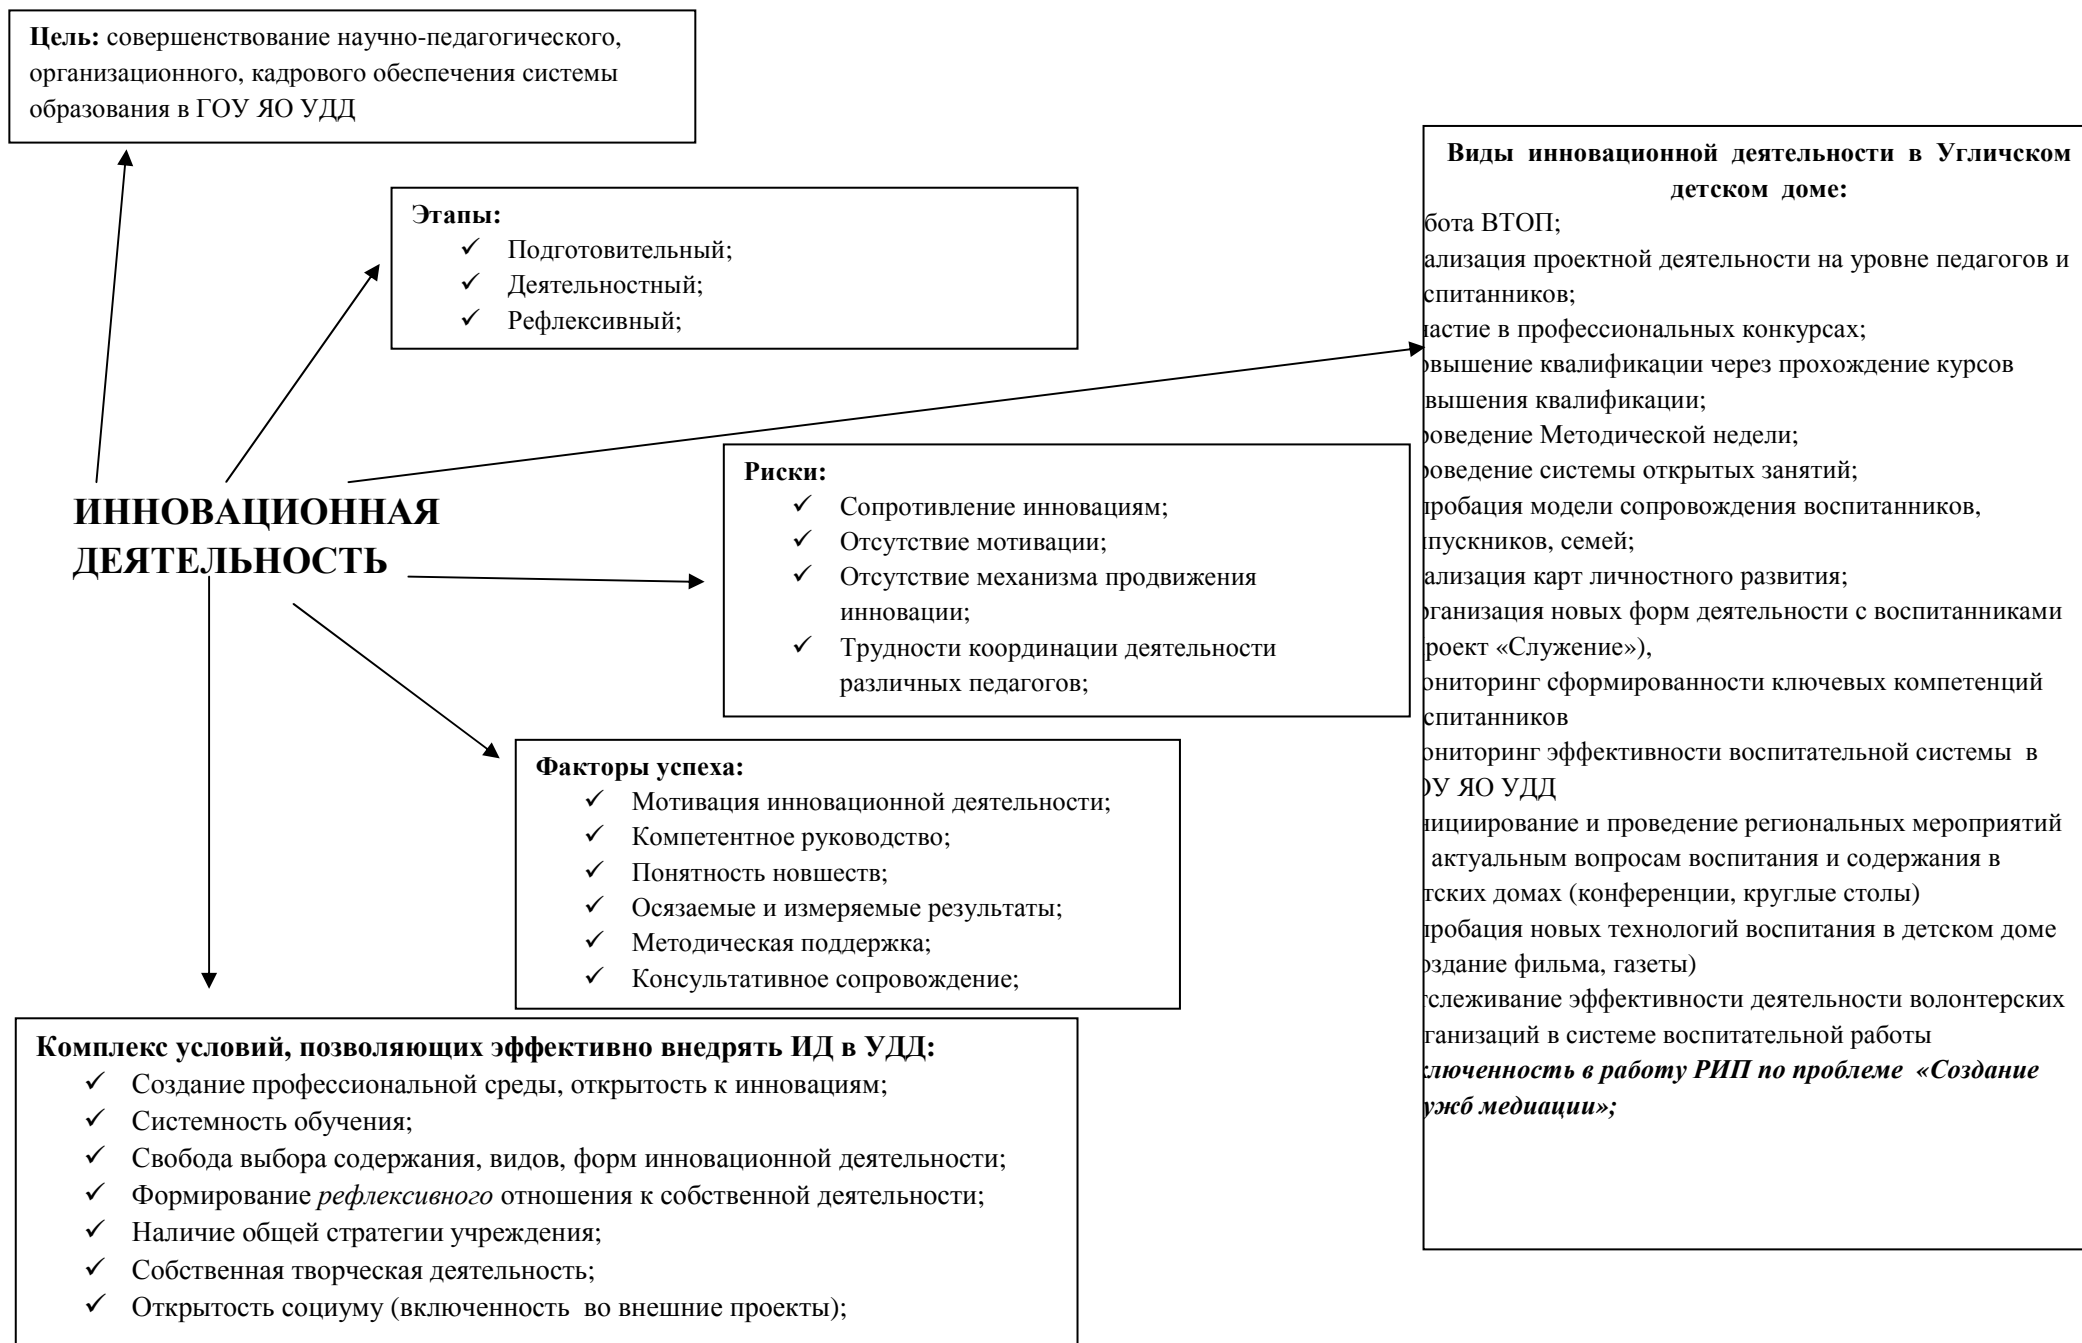 Цель: совершенствование научно-педагогического,
организационного, кадрового обеспечения системы
образования в ГОУ ЯО УДД
Этапы:
✓ Подготовительный;
✓ Деятельностный;
✓ Рефлексивный;
ИННОВАЦИОННАЯ
ДЕЯТЕЛЬНОСТЬ
Риски:
✓ Сопротивление инновациям;
✓ Отсутствие мотивации;
✓ Отсутствие механизма продвижения
инновации;
✓ Трудности координации деятельности
различных педагогов;
Факторы успеха:
✓ Мотивация инновационной деятельности;
✓ Компетентное руководство;
✓ Понятность новшеств;
✓ Осязаемые и измеряемые результаты;
✓ Методическая поддержка;
✓ Консультативное сопровождение;
Комплекс условий, позволяющих эффективно внедрять ИД в УДД:
✓ Создание профессиональной среды, открытость к инновациям;
✓ Системность обучения;
✓ Свобода выбора содержания, видов, форм инновационной деятельности;
✓ Формирование рефлексивного отношения к собственной деятельности;
✓ Наличие общей стратегии учреждения;
✓ Собственная творческая деятельность;
✓ Открытость социуму (включенность во внешние проекты);
Виды инновационной деятельности в Угличском
детском доме:
бота ВТОП;
ализация проектной деятельности на уровне педагогов и
спитанников;
астие в профессиональных конкурсах;
овышение квалификации через прохождение курсов
вышения квалификации;
роведение Методической недели;
роведение системы открытых занятий;
пробация модели сопровождения воспитанников,
пускников, семей;
ализация карт личностного развития;
рганизация новых форм деятельности с воспитанниками
роект «Служение»),
ониторинг сформированности ключевых компетенций
спитанников
ониторинг эффективности воспитательной системы в
ОУ ЯО УДД
нициирование и проведение региональных мероприятий
актуальным вопросам воспитания и содержания в
тских домах (конференции, круглые столы)
пробация новых технологий воспитания в детском доме
оздание фильма, газеты)
тслеживание эффективности деятельности волонтерских
ганизаций в системе воспитательной работы
ключенность в работу РИП по проблеме «Создание
ужб медиации»;